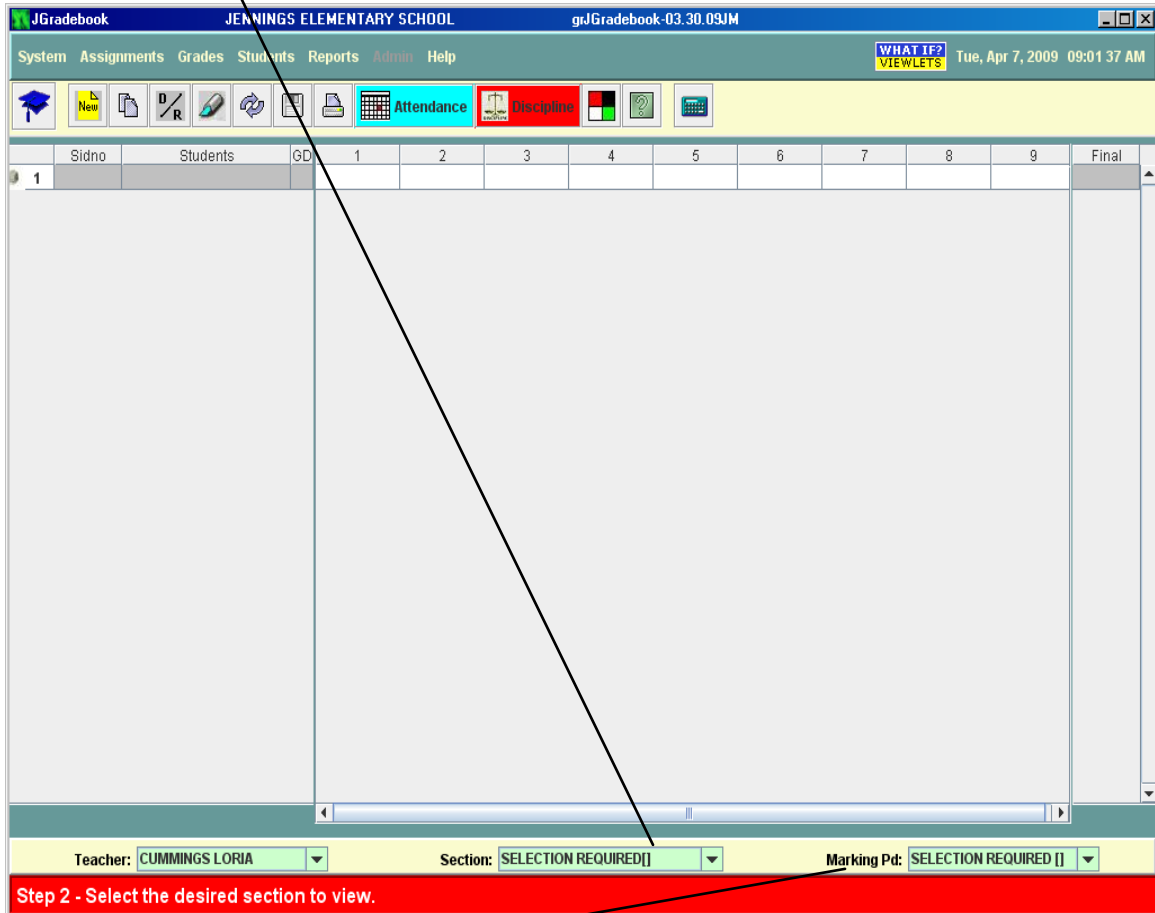 JGradebook JENNINGS ELEMENTARY SCHOOL grJGradebook-03.30.09JM
System Assignments Grades Students Reports Admin Help WHAT IF? VIEWLETS Tue, Apr 7, 2009 09:01 37 AM
New D/R Attendance DISCIPLINE Discipline ?
Sidno Students GD 1 2 3 4 5 6 7 8 9 Final
1
Teacher: CUMMINGS LORIA Section: SELECTION REQUIRED[] Marking Pd: SELECTION REQUIRED []
Step 2 - Select the desired section to view.